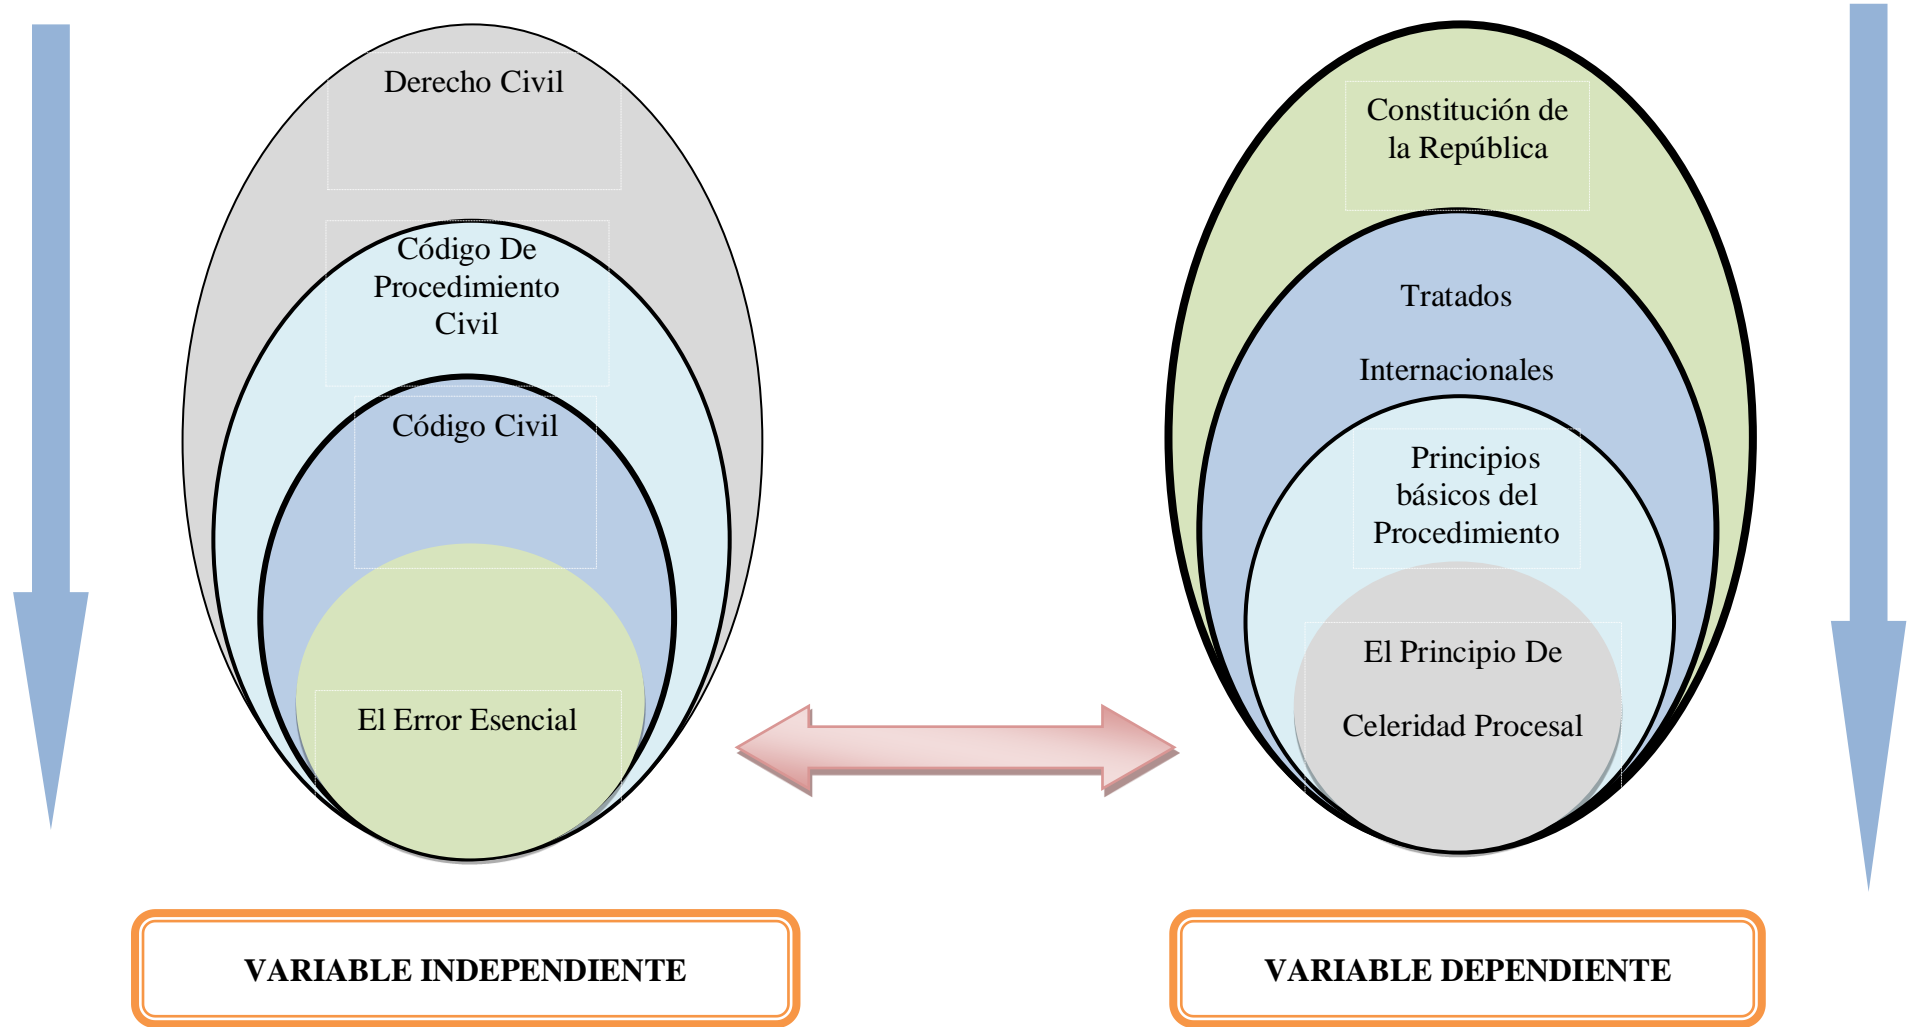 Derecho Civil
Código De
Procedimiento
Civil
Código Civil
El Error Esencial
VARIABLE INDEPENDIENTE
Constitución de
la República
Tratados
Internacionales
Principios
básicos del
Procedimiento
El Principio De
Celeridad Procesal
VARIABLE DEPENDIENTE